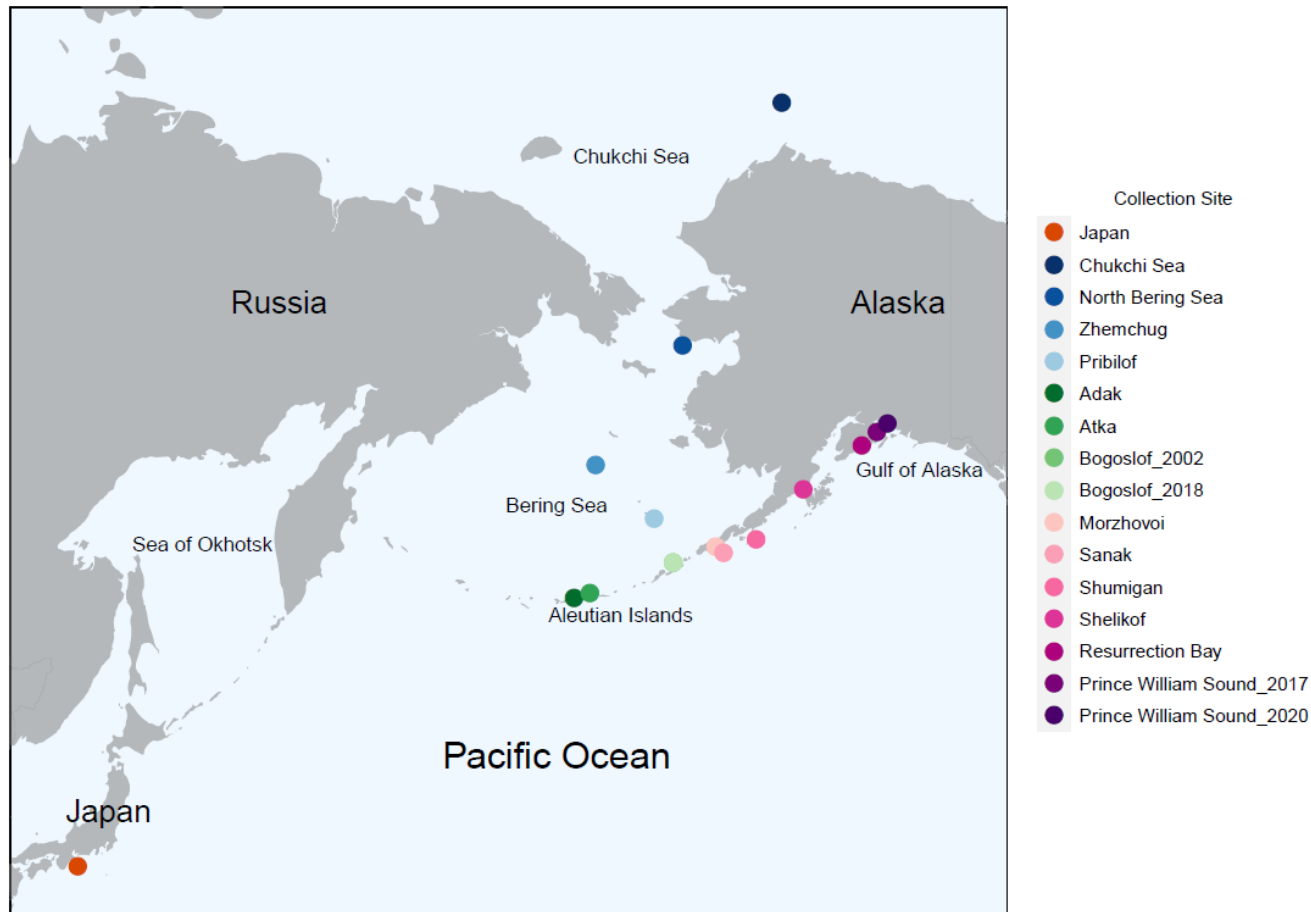 Chukchi Sea
Russia
Alaska
Gulf of Alaska
Bering Sea
Sea of Okhotsk
Aleutian Islands
Pacific Ocean
Japan
Collection Site
Japan
Chukchi Sea
North Bering Sea
Zhemchug
Pribilof
Adak
Atka
Bogoslof_2002
Bogoslof_2018
Morzhovoi
Sanak
Shumigan
Shelikof
Resurrection Bay
Prince William Sound_2017
Prince William Sound_2020